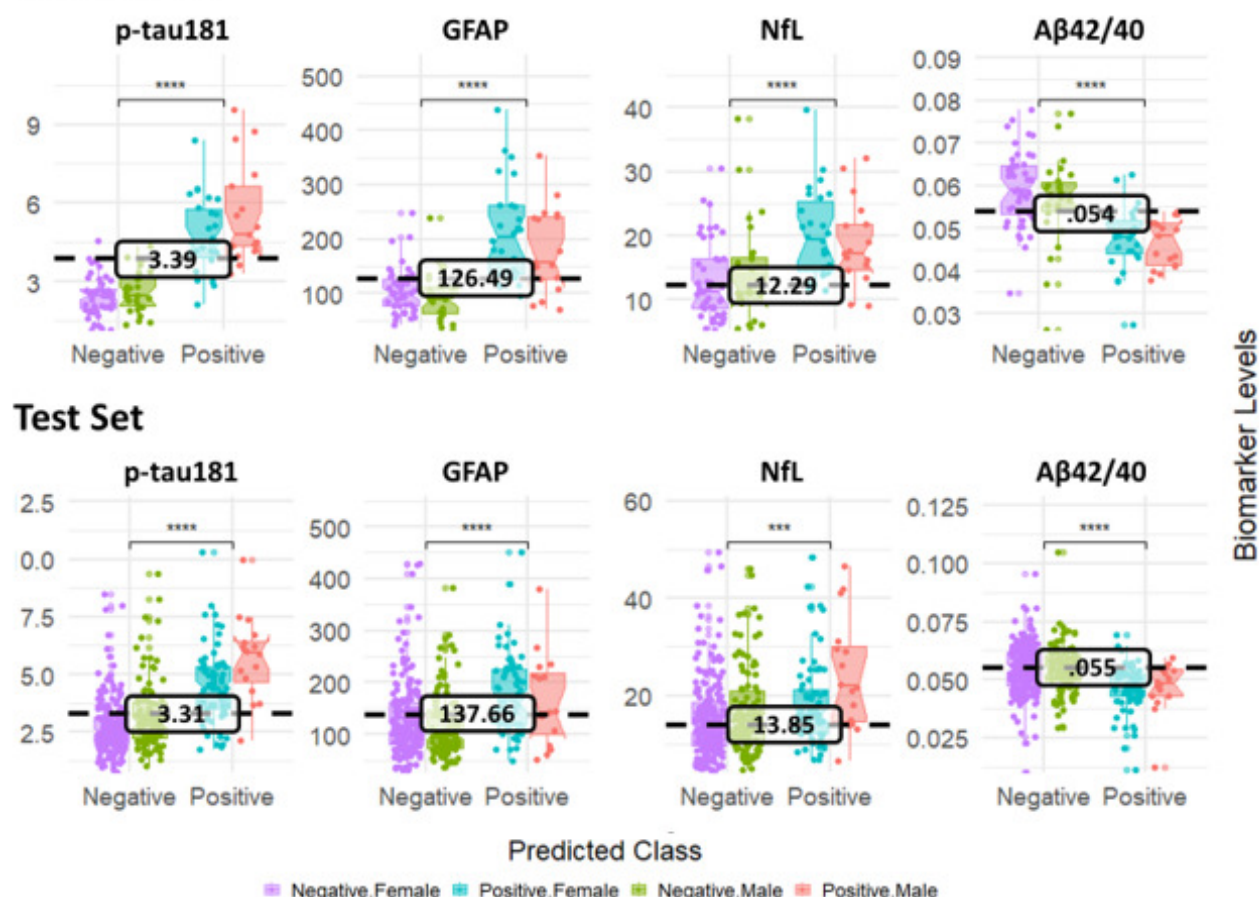 p-tau181 GFAP NfL Aβ42/40
**** **** **** ****
9 6 3
500 400 300 200 100
40 30 20 10
0.09 0.08 0.07 0.06 0.05 0.04 0.03
3.39 126.49 12.29 .054
Negative Positive Negative Positive Negative Positive Negative Positive
Biomarker Levels
Test Set
p-tau181 GFAP NfL Aβ42/40
**** **** *** ****
2.5 0.0 7.5 5.0 2.5
500 400 300 200 100
60 40 20
0.125 0.100 0.075 0.050 0.025
3.31 137.66 13.85 .055
Negative Positive Negative Positive Negative Positive Negative Positive
Predicted Class
Negative.Female Positive.Female Negative.Male Positive.Male